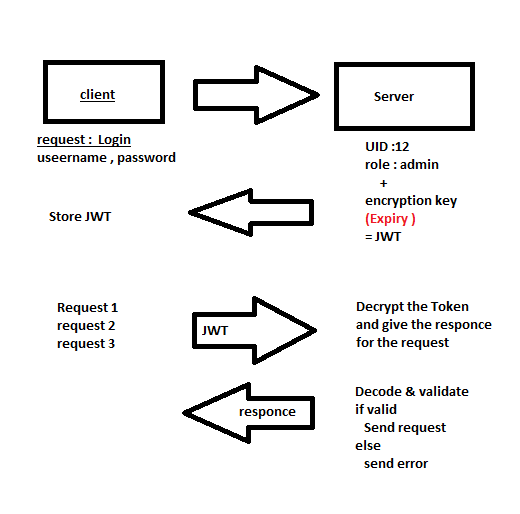 client
Server
request :  Login
useername , password
UID :12
role : admin
+
encryption key
(Expiry )
= JWT
Store JWT
Request 1
request 2
request 3
JWT
Decrypt the Token
and give the responce
for the request
responce
Decode & validate
if valid
Send request
else
send error